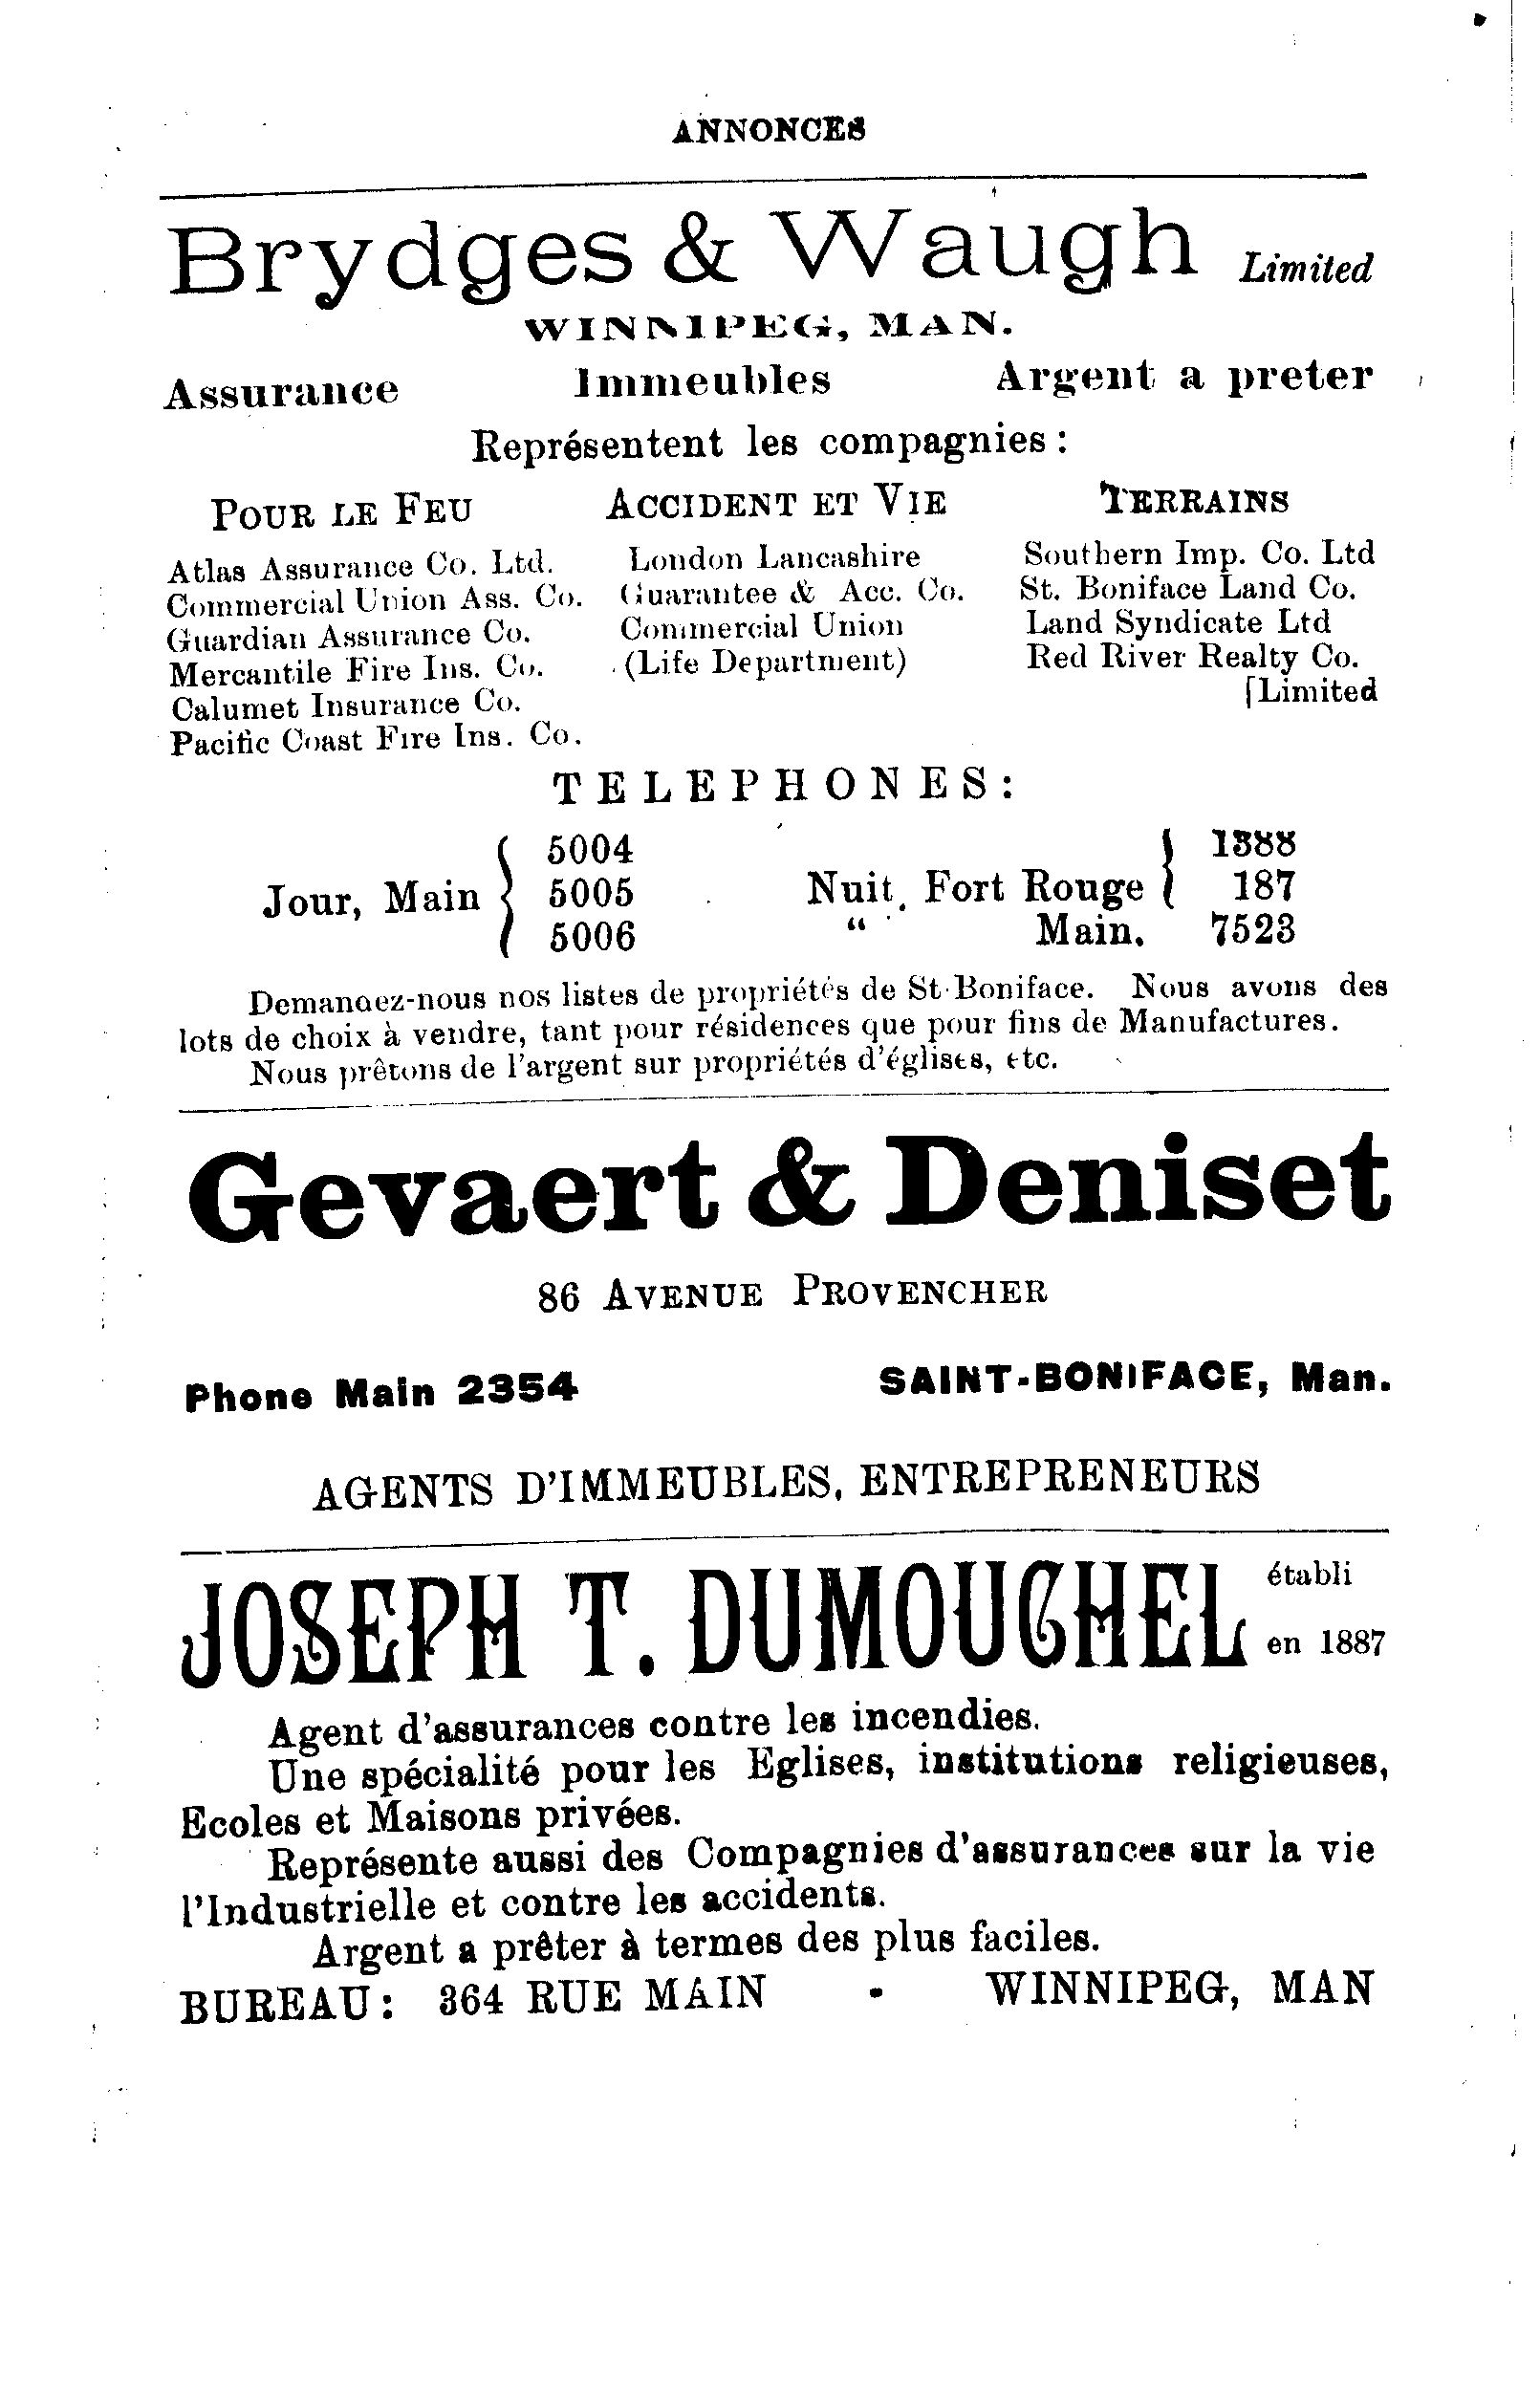 ANNONCES
Brydges & Waugh Limited
WINNIPEG, MAN.
Assurance Immeubles Argent a preter
Représentent les compagnies :
POUR LE FEU
Atlas Assurance Co. Ltd.
Commercial Union Ass. Co.
Guardian Assurance Co.
Mercantile Fire Ins. Co.
Calumet Insurance Co.
Pacific Coast Fire Ins. Co.
ACCIDENT ET VIE
London Lancashire
Guarantee & Acc. Co.
Commercial Union
(Life Department)
TERRAINS
Southern Imp. Co. Ltd
St. Boniface Land Co.
Land Syndicate Ltd
Red River Realty Co.
[Limited
TELEPHONES:
Jour, Main { 5004
5005
5006
Nuit, Fort Rouge } 1388
187
“ Main. 7523
Demandez-nous nos listes de propriétés de St-Boniface. Nous avons des
lots de choix à vendre, tant pour résidences que pour fins de Manufactures.
Nous prêtons de l'argent sur propriétés d'églises, etc.
Gevaert & Deniset
86 AVENUE PROVENCHER
Phone Main 2354 SAINT-BONIFACE, Man.
AGENTS D'IMMEUBLES, ENTREPRENEURS
JOSEPH T. DUMOUCHEL établi
en 1887
Agent d'assurances contre les incendies.
Une spécialité pour les Eglises, institutions religieuses,
Ecoles et Maisons privées.
Représente aussi des Compagnies d'assurances sur la vie
l'Industrielle et contre les accidents.
Argent a prêter à termes des plus faciles.
BUREAU: 364 RUE MAIN - WINNIPEG, MAN